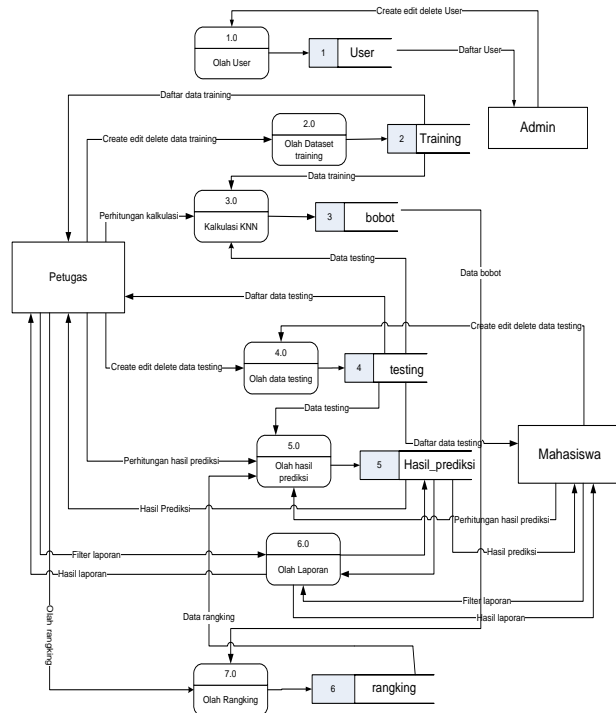 Create edit delete User
1.0
Olah User
1
User
Daftar User
Admin
Daftar data training
2.0
Olah Dataset
training
Create edit delete data training
2
Training
Data training
3.0
Kalkulasi KNN
Perhitungan kalkulasi
3
bobot
Petugas
Data testing
Data bobot
Daftar data testing
Create edit delete data testing
4.0
Olah data testing
Create edit delete data testing
4
testing
Data testing
Daftar data testing
Mahasiswa
5.0
Olah hasil
prediksi
Perhitungan hasil prediksi
5
Hasil_prediksi
Hasil Prediksi
Perhitungan hasil prediksi
6.0
Olah Laporan
Filter laporan
Hasil prediksi
Hasil laporan
Filter laporan
Data rangking
Hasil laporan
Olah rangkking
7.0
Olah Rangking
6
rangking